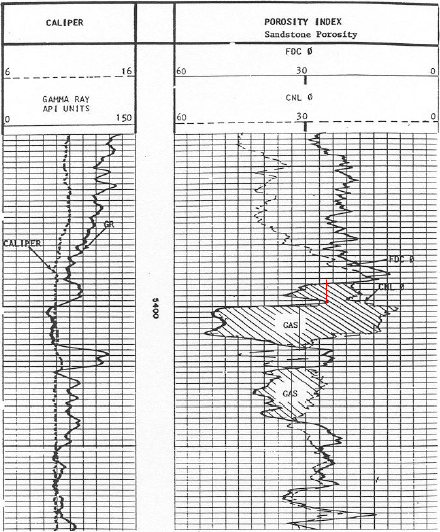 CALIPER
POROSITY INDEX
Sandstone Porosity
FDC Ø
6 16
60 30 0
GAMMA RAY
API UNITS
CNL Ø
0 150
60 30 0
GR
CALIPER
FDC Ø
CNL Ø
5400
GAS
GAS